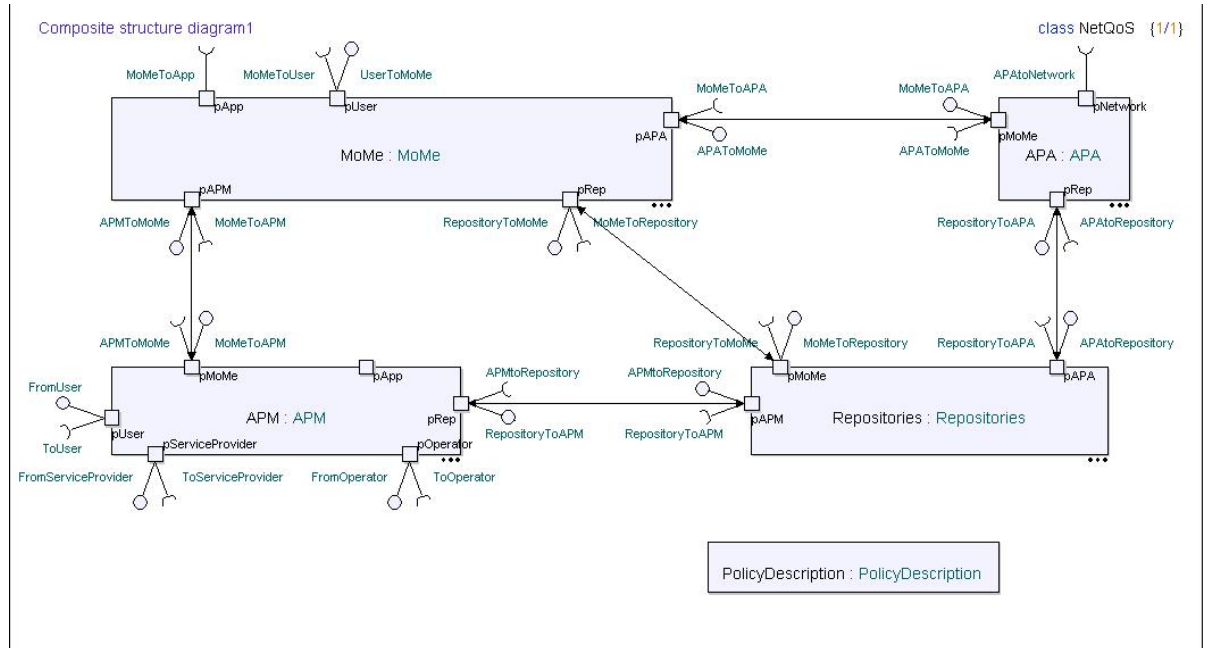 Composite structure diagram1
class NetQoS {1/1}
MoMeToApp
MoMeToUser
UserToMoMe
MoMeToAPA
MoMeToAPA
APAtoNetwork
pApp
pUser
pNetwork
pAPA
pMoMe
MoMe : MoMe
APA : APA
APAToMoMe
APAToMoMe
pAPM
pRep
pRep
APMToMoMe
MoMeToAPM
RepositoryToMoMe
MoMeToRepository
RepositoryToAPA
APAtoRepository
APMToMoMe
MoMeToAPM
RepositoryToMoMe
MoMeToRepository
RepositoryToAPA
APAtoRepository
pMoMe
pApp
APMtoRepository
APMtoRepository
pMoMe
pAPA
FromUser
APM : APM
pRep
pAPM
Repositories : Repositories
pUser
ToUser
pServiceProvider
pOperator
RepositoryToAPM
RepositoryToAPM
FromServiceProvider
ToServiceProvider
FromOperator
ToOperator
PolicyDescription : PolicyDescription